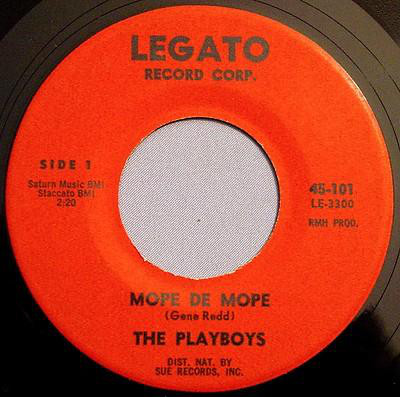 LEGATO
RECORD CORP.
SIDE 1
Saturn Music BMI
Staccato BMI
2:20
45-101
LE-3300
RMH PROD.
MOPE DE MOPE
(Gene Redd)
THE PLAYBOYS
DIST. NAT. BY
SUE RECORDS, INC.